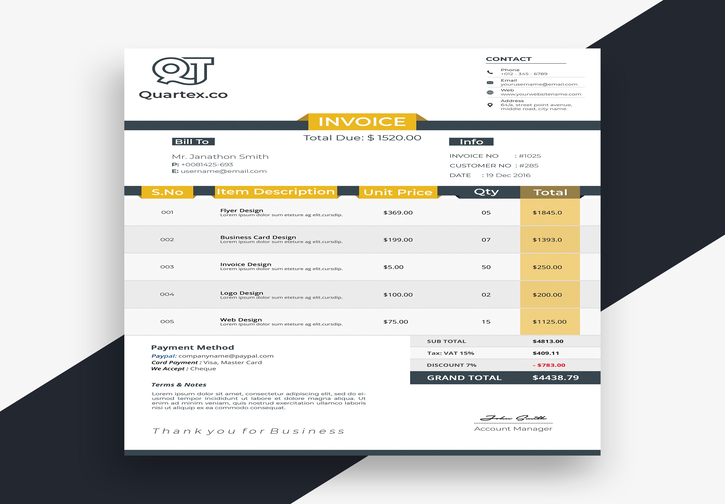 QT
Quartex.co
CONTACT
Phone
+012 - 345 - 6789
Email
yourusername@email.com
Web
www.yourwebsitename.com
Address
64/a, street point avenue,
middle road, city name
INVOICE
Total Due: $ 1520.00
Bill To
Mr. Janathon Smith
P: +0081425-693
E: username@email.com
Info
INVOICE NO : #1025
CUSTOMER NO : #285
DATE : 19 Dec 2016
S.No Item Description Unit Price Qty Total
001 Flyer Design $369.00 05 $1845.0
Lorem ipsum dolor sum eteture ag elit,cursdip.
002 Business Card Design $199.00 07 $1393.0
Lorem ipsum dolor sum eteture ag elit,cursdip.
003 Invoice Design $5.00 50 $250.00
Lorem ipsum dolor sum eteture ag elit,cursdip.
004 Logo Design $100.00 02 $200.00
Lorem ipsum dolor sum eteture ag elit,cursdip.
005 Web Design $75.00 15 $1125.00
Lorem ipsum dolor sum eteture ag elit,cursdip.
SUB TOTAL $4813.00
Tax: VAT 15% $409.11
DISCOUNT 7% - $783.00
GRAND TOTAL $4438.79
Payment Method
Paypal: companyname@paypal.com
Card Payment : Visa, Master Card
We Accept : Cheque
Terms & Notes
Lorem ipsum dolor sit amet, consectetur adipiscing elit, sed do ei-
usmod tempor incididunt ut labore et dolore magna aliqua. Ut
enim ad minim veniam, quis nostrud exercitation ullamco laboris
nisi ut aliquip ex ea commodo consequat.
Thank you for Business
John Smith
Account Manager